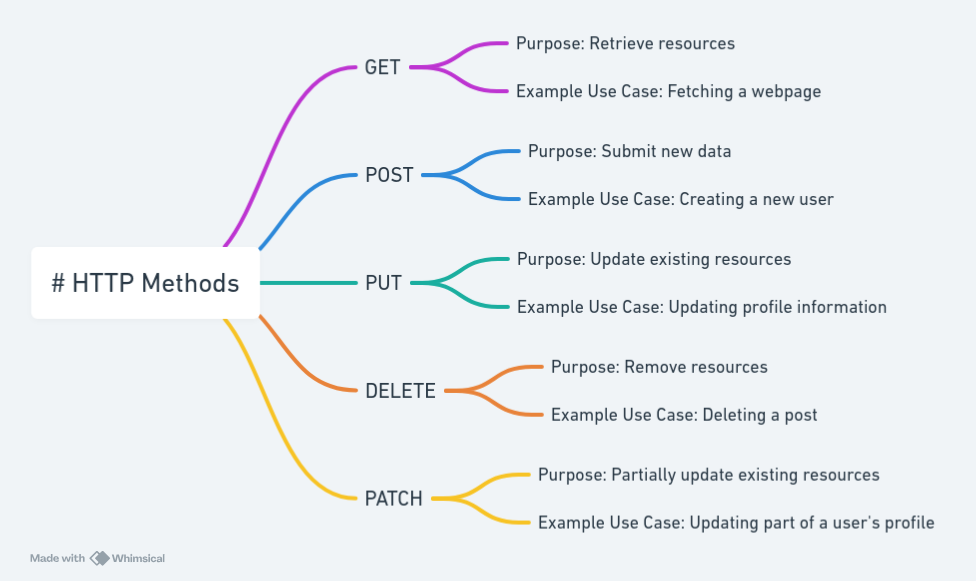 # HTTP Methods
GET
Purpose: Retrieve resources
Example Use Case: Fetching a webpage
POST
Purpose: Submit new data
Example Use Case: Creating a new user
PUT
Purpose: Update existing resources
Example Use Case: Updating profile information
DELETE
Purpose: Remove resources
Example Use Case: Deleting a post
PATCH
Purpose: Partially update existing resources
Example Use Case: Updating part of a user's profile
Made with Whimsical